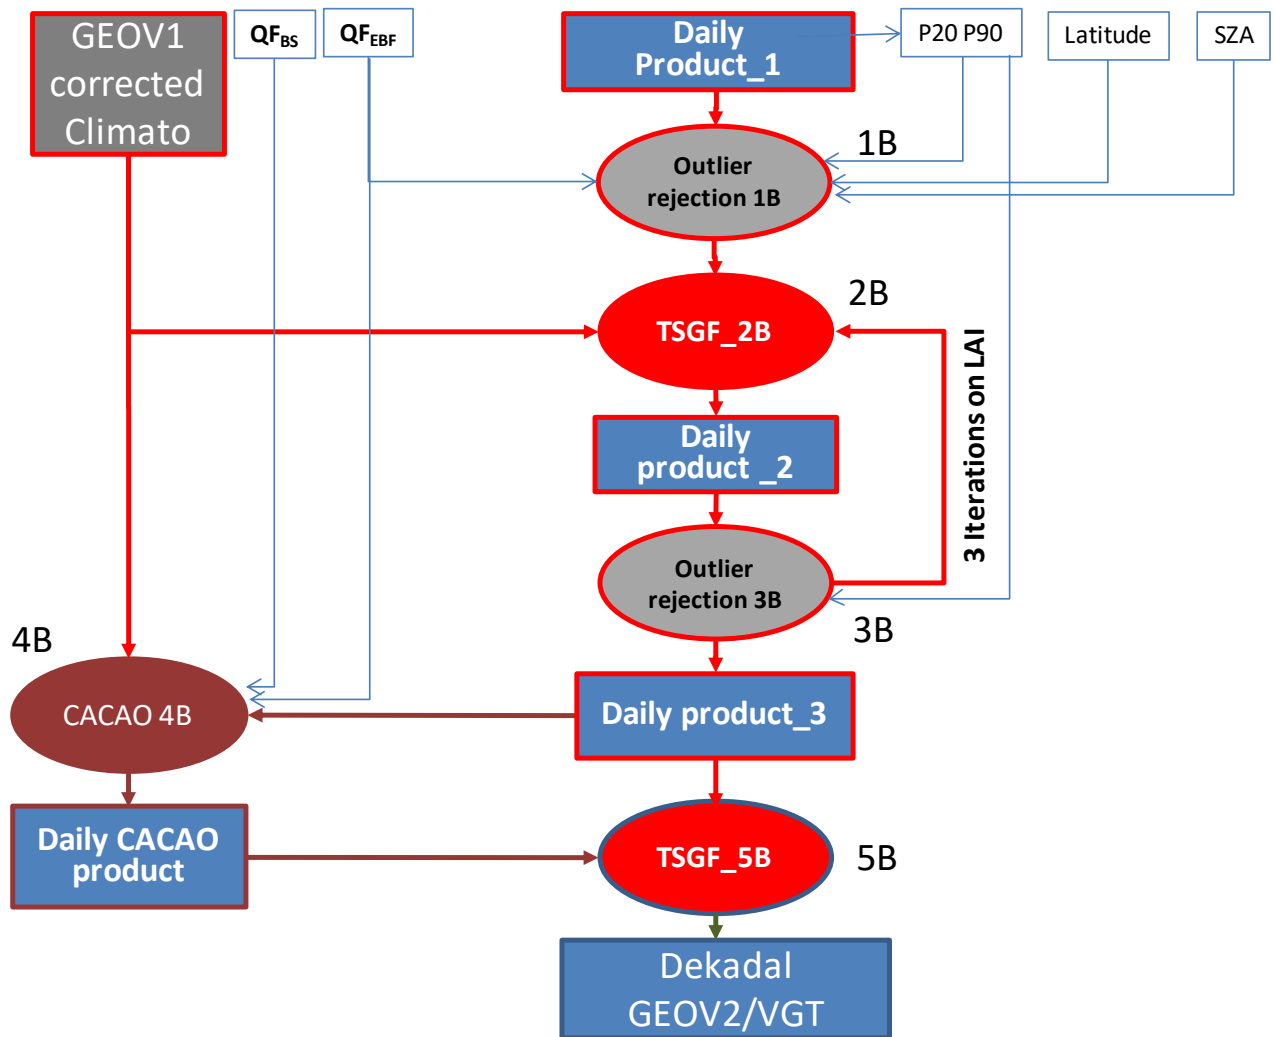 GEOV1
corrected
Climato
QFBS
QFEBF
Daily
Product_1
P20 P90
Latitude
SZA
1B
Outlier
rejection 1B
2B
TSGF_2B
3 Iterations on LAI
Daily
product _2
Outlier
rejection 3B
3B
4B
CACAO 4B
Daily product_3
Daily CACAO
product
TSGF_5B
5B
Dekadal
GEOV2/VGT